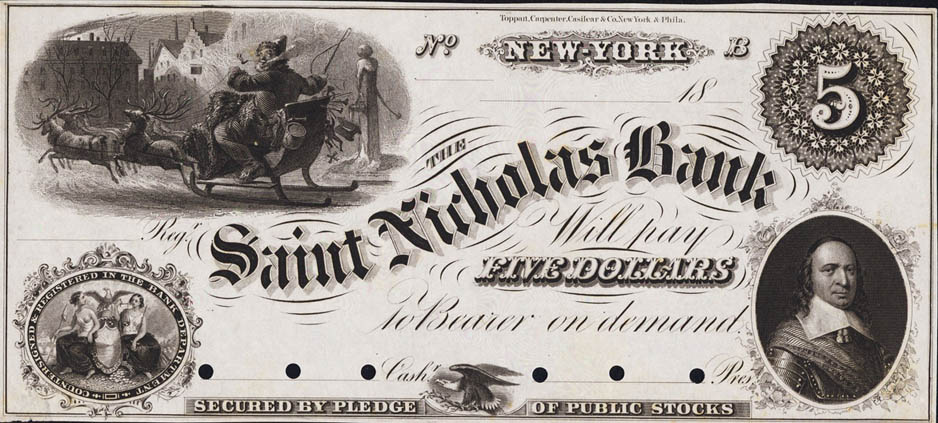 Toppan, Carpenter, Casilear & Co. New York & Phila.
No NEW-YORK B
18
5
THE
Saint Nicholas Bank
Regr.
Will pay
FIVE DOLLARS
To Bearer on demand
COUNTERSIGNED & REGISTERED IN THE BANK DEPARTMENT
Cashr.
Pres.
SECURED BY PLEDGE OF PUBLIC STOCKS